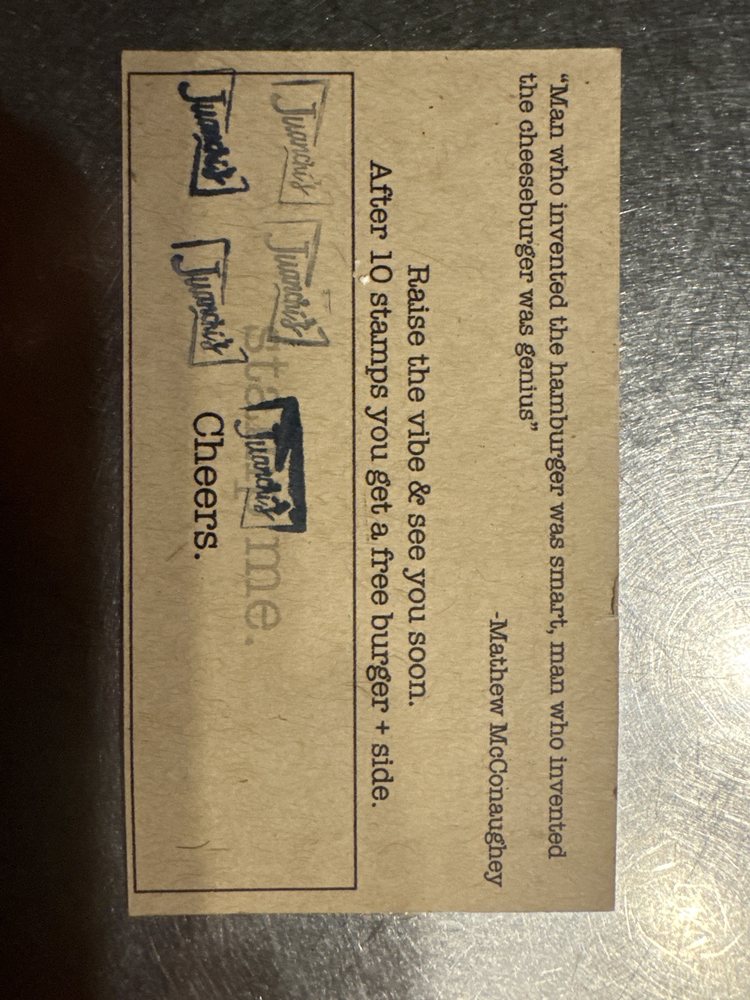 “Man who invented the hamburger was smart, man who invented
the cheeseburger was genius”
-Mathew McConaughey
Raise the vibe & see you soon.
After 10 stamps you get a free burger + side.
Juanchi's Juanchi's Juanchi's
me.
Juanchi's Juanchi's
Cheers.